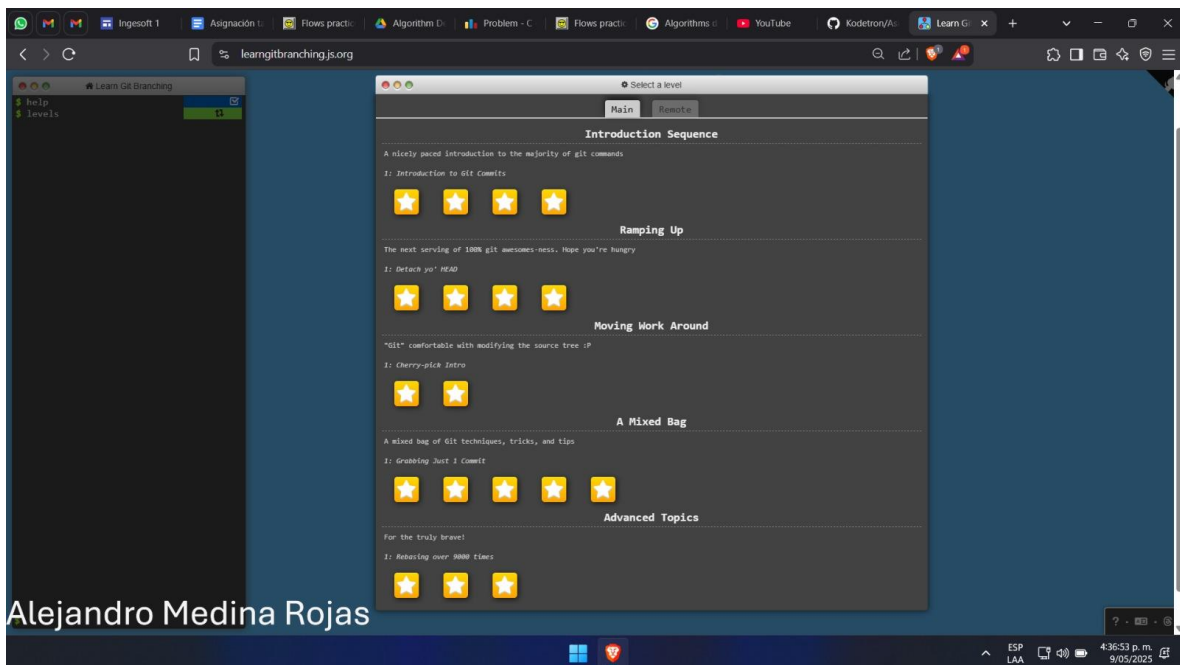 Ingesoft 1
Asignación t
Flows practic
Algorithm D
Problem - C
Flows practic
Algorithms d
YouTube
Kodetron/As
Learn G
learngitbranching.js.org
Learn Git Branching
$ help
$ levels
Select a level
Main Remote
Introduction Sequence
A nicely paced introduction to the majority of git commands
1: Introduction to Git Commits
Ramping Up
The next serving of 100% git awesomes-ness. Hope you're hungry
1: Detach yo' HEAD
Moving Work Around
"Git" comfortable with modifying the source tree :P
1: Cherry-pick Intro
A Mixed Bag
A mixed bag of Git techniques, tricks, and tips
1: Grabbing Just 1 Commit
Advanced Topics
For the truly brave!
1: Rebasing over 9000 times
Alejandro Medina Rojas
ESP
LAA
4:36:53 p. m.
9/05/2025